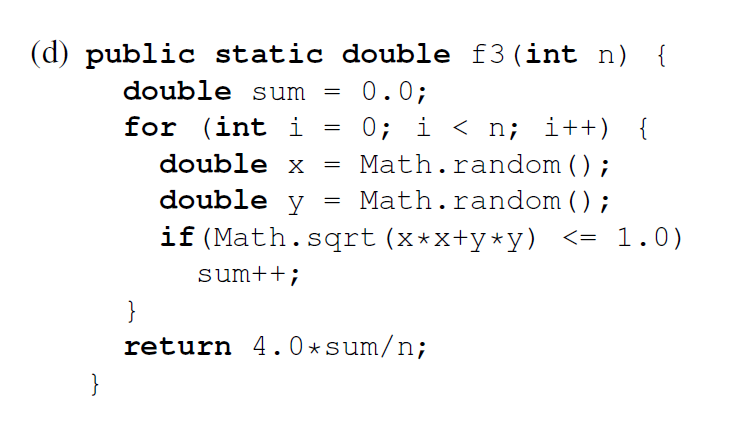 (d) public static double f3(int n) {
double sum = 0.0;
for (int i = 0; i < n; i++) {
double x = Math.random();
double y = Math.random();
if(Math.sqrt(x*x+y*y) <= 1.0)
sum++;
}
return 4.0*sum/n;
}